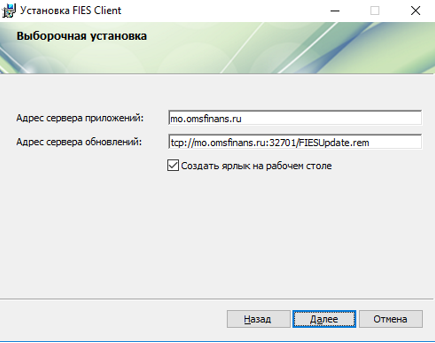 Установка FIES Client
Выборочная установка
Адрес сервера приложений: mo.omsfinans.ru
Адрес сервера обновлений: tcp://mo.omsfinans.ru:32701/FIESUpdate.rem
Создать ярлык на рабочем столе
Назад Далее Отмена